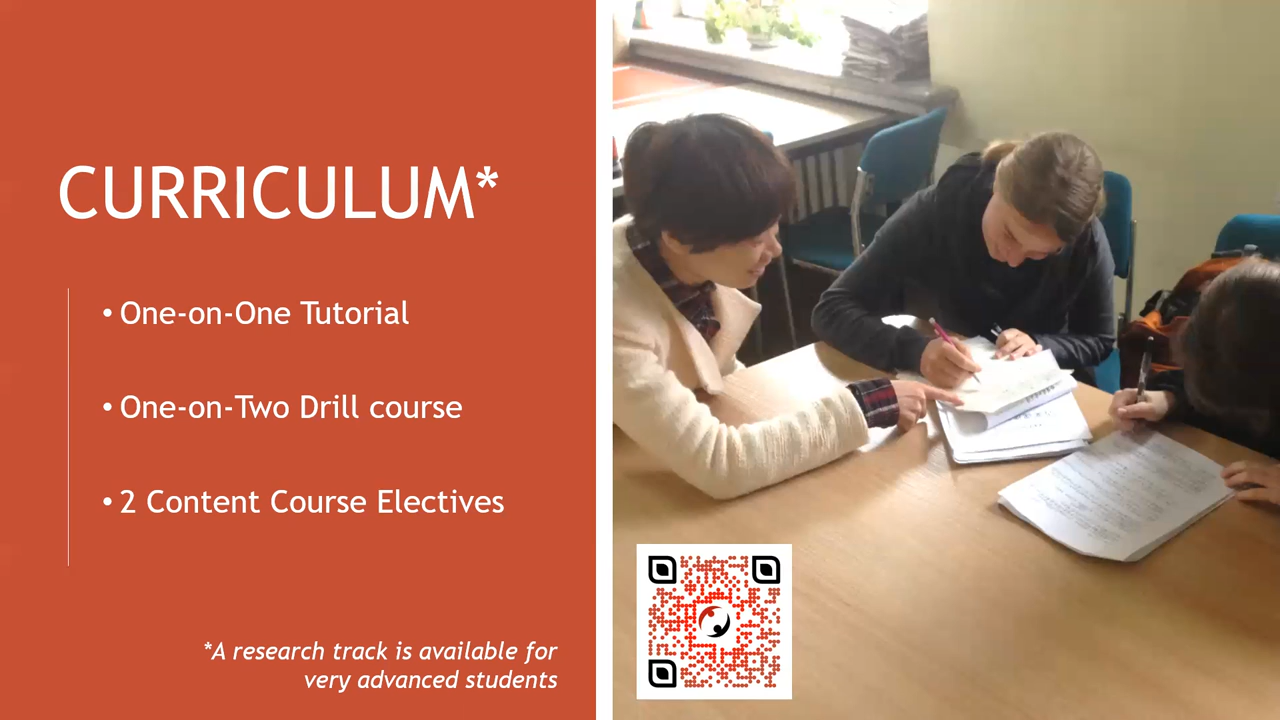 CURRICULUM*
• One-on-One Tutorial
• One-on-Two Drill course
• 2 Content Course Electives
*A research track is available for
very advanced students